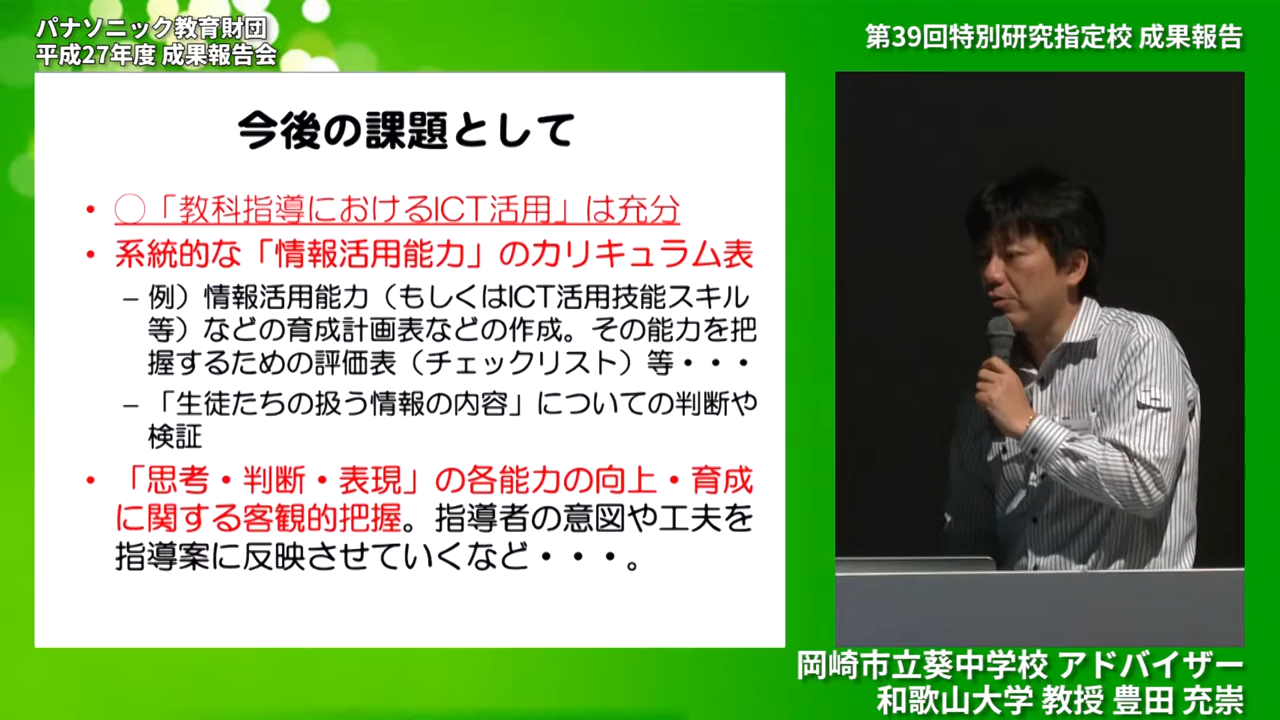 パナソニック教育財団
平成27年度 成果報告会
第39回特別研究指定校 成果報告
今後の課題として
• ◯「教科指導におけるICT活用」は充分
• 系統的な「情報活用能力」のカリキュラム表
– 例）情報活用能力（もしくはICT活用技能スキル
等）などの育成計画表などの作成。その能力を把
握するための評価表（チェックリスト）等・・・
– 「生徒たちの扱う情報の内容」についての判断や
検証
• 「思考・判断・表現」の各能力の向上・育成
に関する客観的把握。指導者の意図や工夫を
指導案に反映させていくなど・・・。
岡崎市立葵中学校 アドバイザー
和歌山大学 教授 豊田 充崇